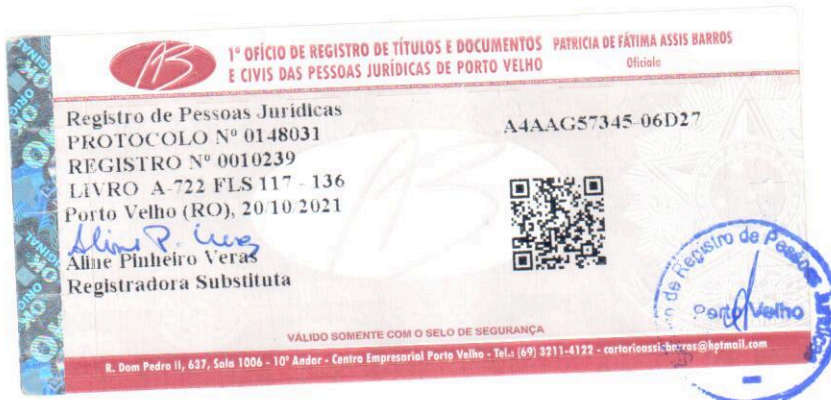 1º OFÍCIO DE REGISTRO DE TÍTULOS E DOCUMENTOS
E CIVIS DAS PESSOAS JURÍDICAS DE PORTO VELHO
PATRICIA DE FÁTIMA ASSIS BARROS
Oficiala
AB
Registro de Pessoas Juridicas
PROTOCOLO Nº 0148031
REGISTRO Nº 0010239
LIVRO A-722 FLS 117 - 136
Porto Velho (RO), 20/10/2021
Aline P. Veras
Aline Pinheiro Veras
Registradora Substituta
A4AAG57345-06D27
Registro de Pessoas Jurídicas
Porto Velho
VÁLIDO SOMENTE COM O SELO DE SEGURANÇA
R. Dom Pedro II, 637, Sala 1006 - 10º Andar - Centro Empresarial Porto Velho - Tel.: (69) 3211-4122 - cartorioassisbarros@hotmail.com
ORIGINAL
OK